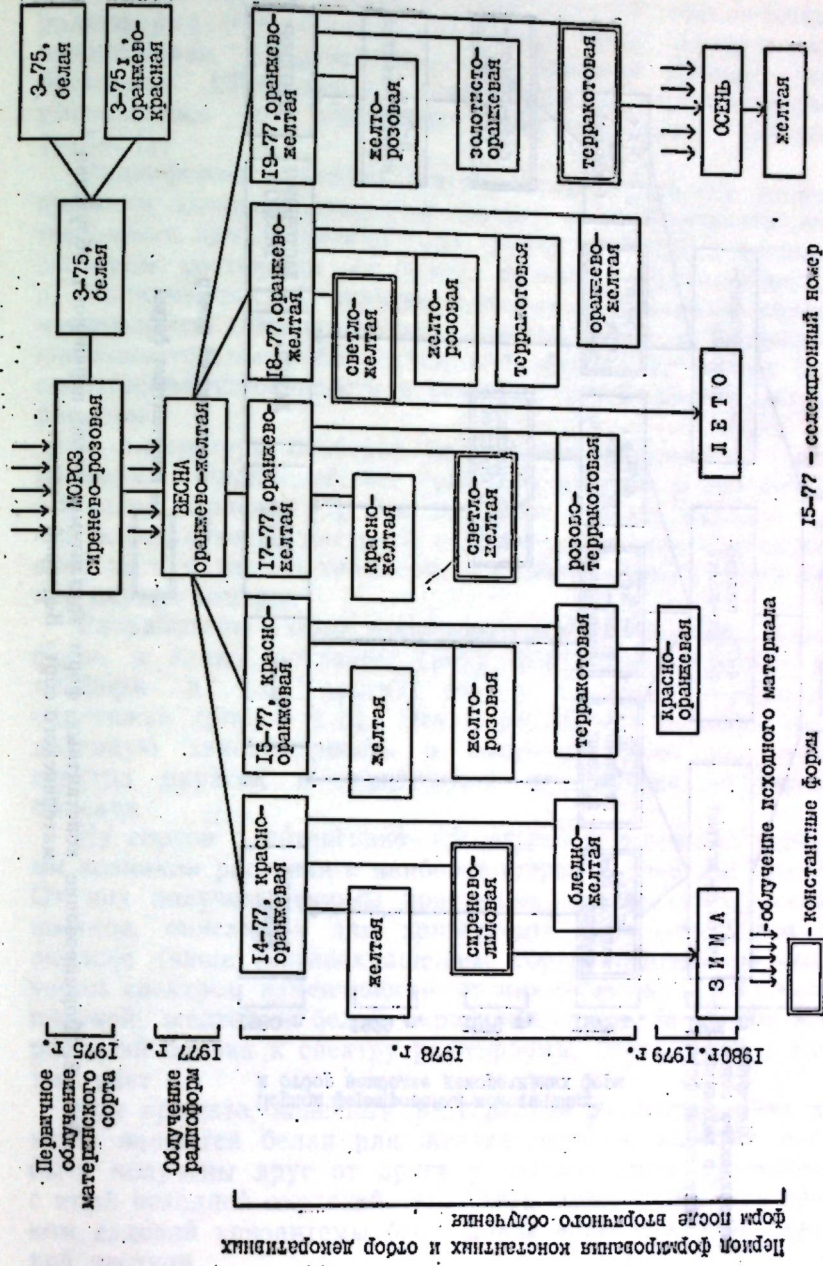 Первичное
облучение
материнского
сорта
1975 г.
МОРОЗ
сиренево-розовая
3-75,
белая
3-75,
белая
3-75I
оранжево-
красная
Облучение
радиоформ
1977 г.
ВЕСНА
оранжево-желтая
I4-77, красно-
оранжевая
I5-77, красно-
оранжевая
I7-77, оранжево-
желтая
I8-77, оранжево-
желтая
I9-77, оранжево-
желтая
Период формирования константных и отбор декоративных
форм после вторичного облучения
1978 г.
желтая
сиренево-
лиловая
бледно-
желтая
желтая
желто-
розовая
терракотовая
красно-
желтая
светло-
желтая
розово-
терракотовая
светло-
желтая
желто-
розовая
терракотовая
оранжево-
желтая
желто-
розовая
золотисто-
оранжевая
терракотовая
1979 г.
красно-
оранжевая
1980 г.
ЗИМА
ЛЕТО
ОСЕНЬ
желтая
-облучение исходного материала
- константные формы
I5-77 - селекционный номер